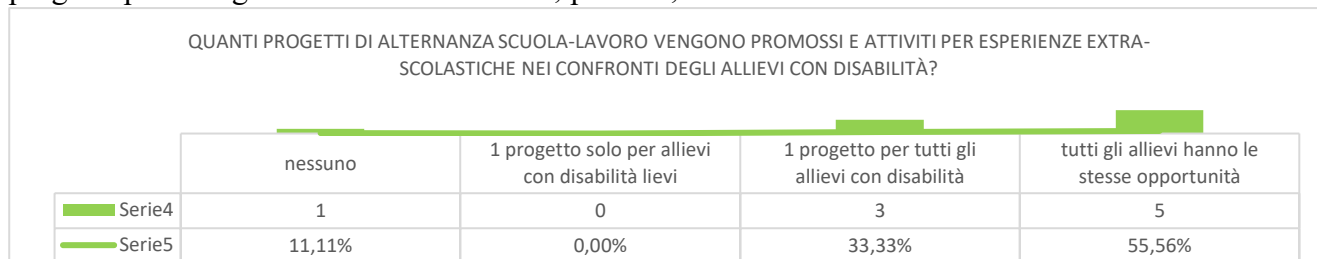 QUANTI PROGETTI DI ALTERNANZA SCUOLA-LAVORO VENGONO PROMOSSI E ATTIVITI PER ESPERIENZE EXTRA-
SCOLASTICHE NEI CONFRONTI DEGLI ALLIEVI CON DISABILITÀ?
nessuno
1 progetto solo per allievi
con disabilità lievi
1 progetto per tutti gli
allievi con disabilità
tutti gli allievi hanno le
stesse opportunità
Serie4 1 0 3 5
Serie5 11,11% 0,00% 33,33% 55,56%